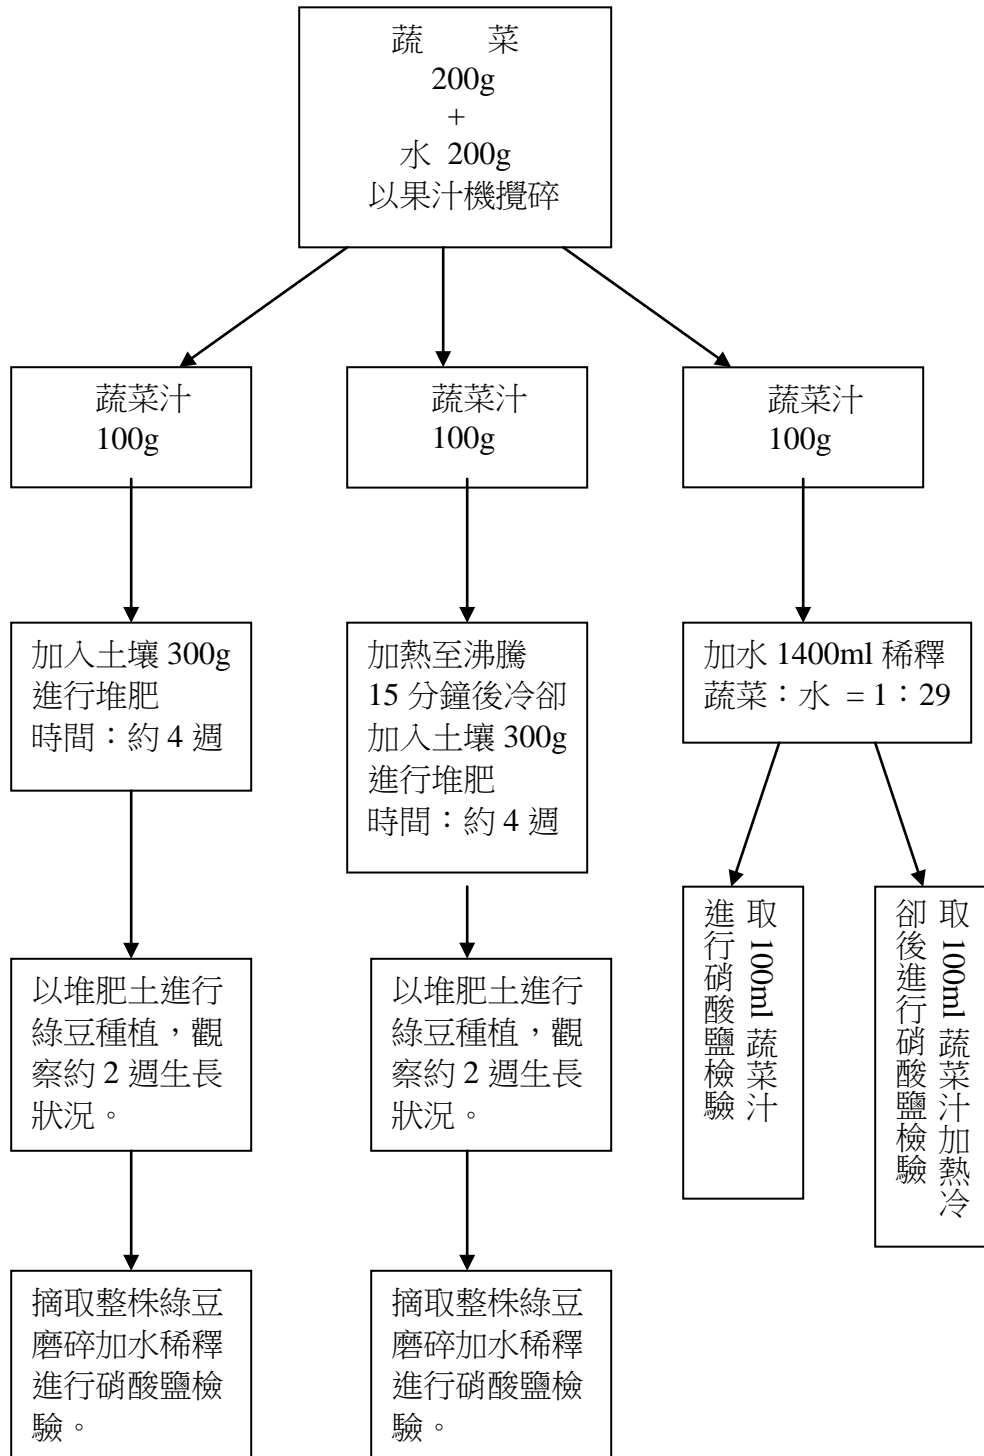 蔬 菜
200g
+
水 200g
以果汁機攪碎
蔬菜汁
100g
蔬菜汁
100g
蔬菜汁
100g
加入土壤 300g
進行堆肥
時間：約 4 週
加熱至沸騰
15 分鐘後冷卻
加入土壤 300g
進行堆肥
時間：約 4 週
加水 1400ml 稀釋
蔬菜：水 = 1：29
以堆肥土進行
綠豆種植，觀
察約 2 週生長
狀況。
以堆肥土進行
綠豆種植，觀
察約 2 週生長
狀況。
取 100ml 蔬菜汁
進行硝酸鹽檢驗
取 100ml 蔬菜汁加熱冷
卻後進行硝酸鹽檢驗
摘取整株綠豆
磨碎加水稀釋
進行硝酸鹽檢
驗。
摘取整株綠豆
磨碎加水稀釋
進行硝酸鹽檢
驗。